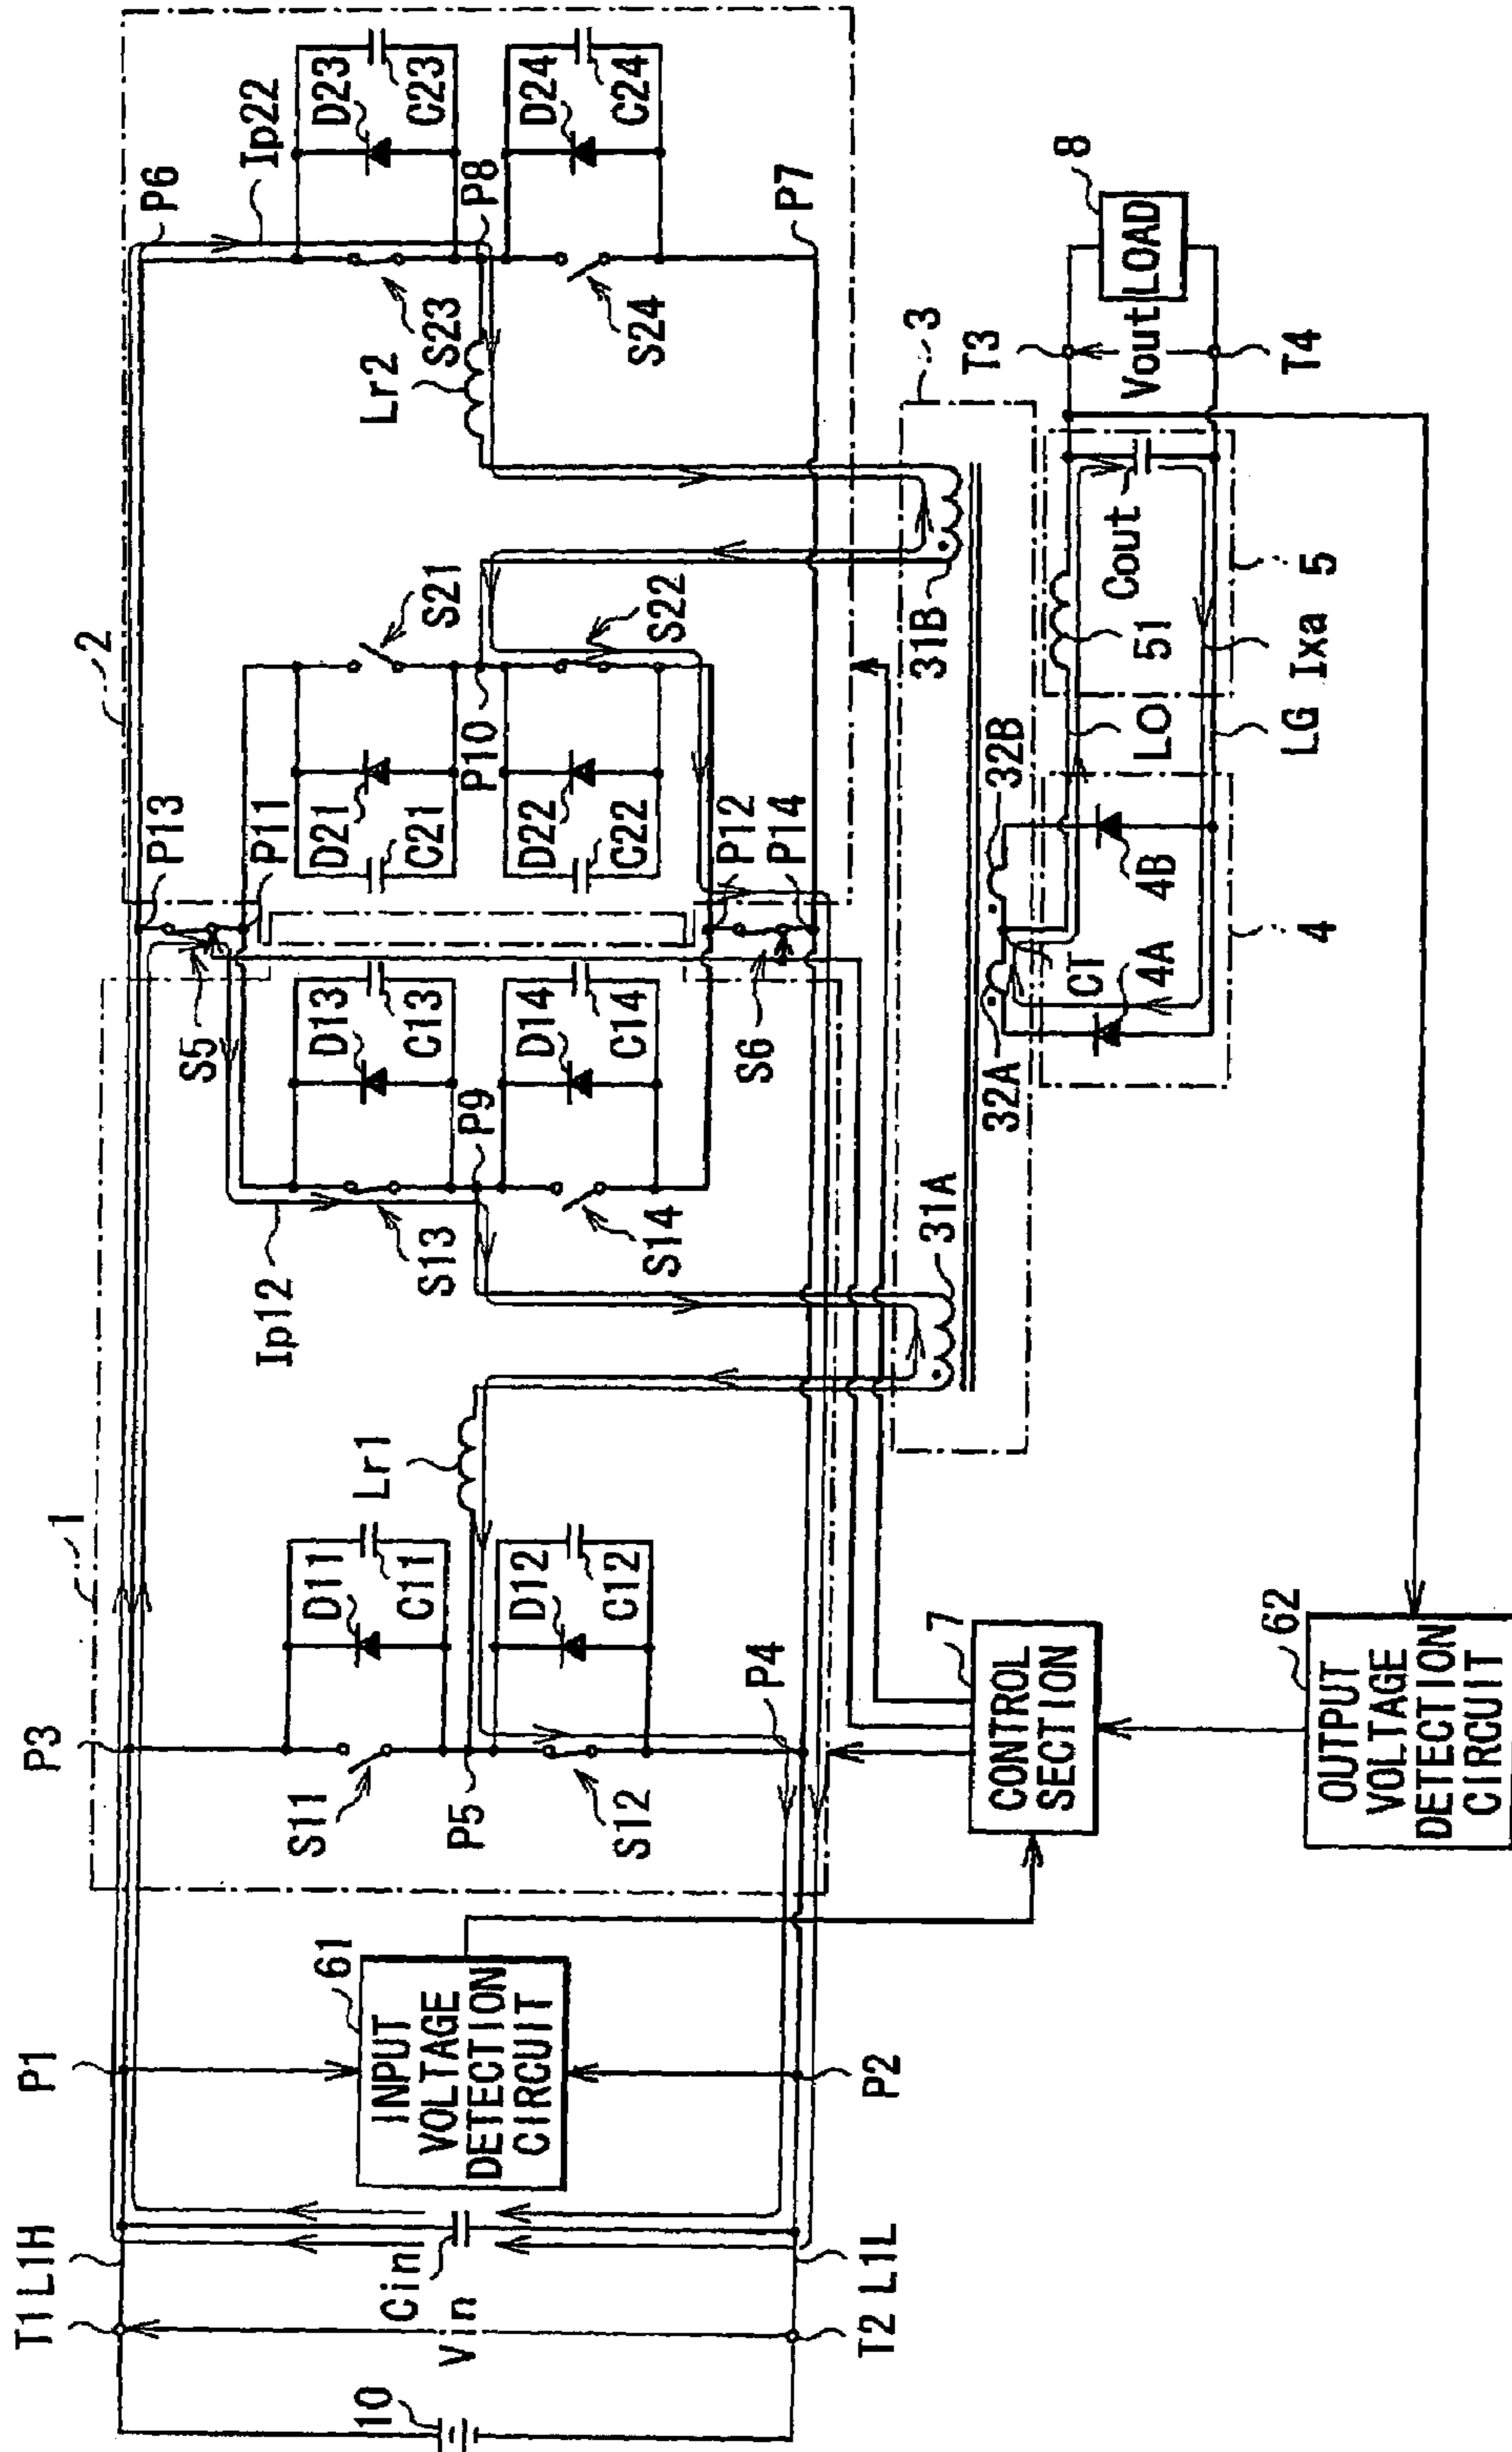 T1
L1H
P1
P3
1
2
P6
Ip22
P13
S5
P11
D11
C11
S11
Lr1
Ip12
S13
D13
C13
D21
C21
S21
Lr2
S23
D23
C23
10
Vin
Cin
61
INPUT
VOLTAGE
DETECTION
CIRCUIT
P5
S12
D12
C12
P9
S14
D14
C14
P10
D22
C22
S22
P8
S24
D24
C24
S6
P12
P14
P7
P4
T2
L1L
P2
7
CONTROL
SECTION
31A
31B
3
32A
32B
CT
4A
4B
4
LO
51
Cout
LG
Ixa
5
T3
Vout
T4
8
LOAD
62
OUTPUT
VOLTAGE
DETECTION
CIRCUIT